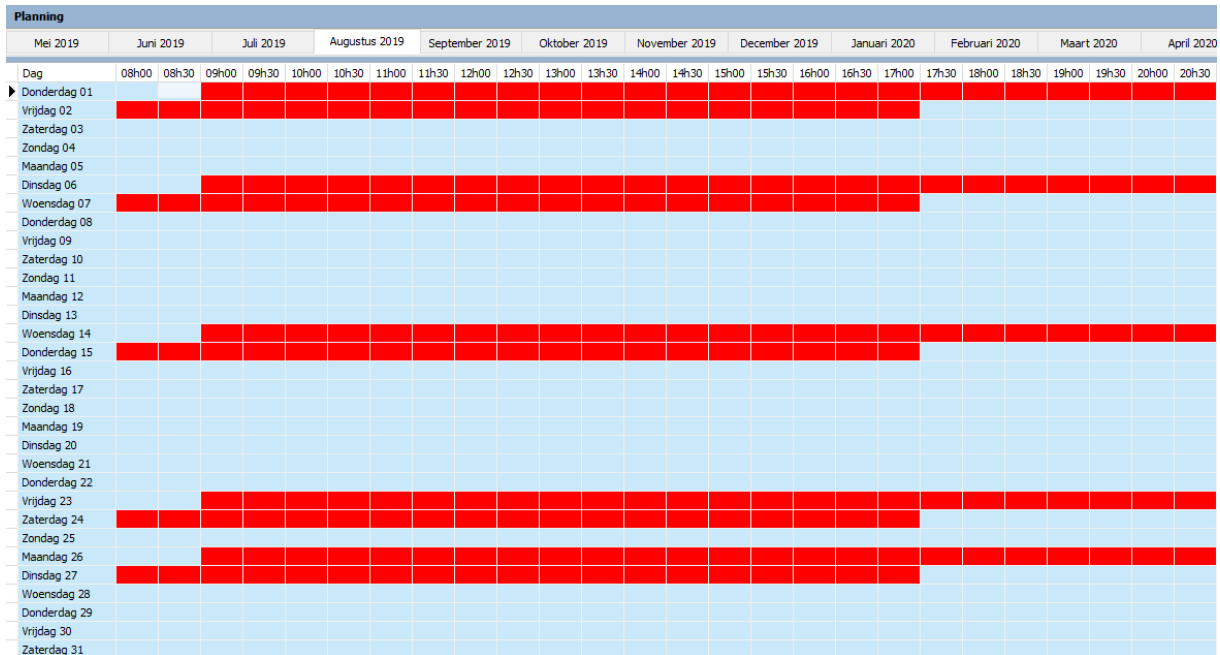 Planning
Mei 2019 Juni 2019 Juli 2019 Augustus 2019 September 2019 Oktober 2019 November 2019 December 2019 Januari 2020 Februari 2020 Maart 2020 April 2020
Dag 08h00 08h30 09h00 09h30 10h00 10h30 11h00 11h30 12h00 12h30 13h00 13h30 14h00 14h30 15h00 15h30 16h00 16h30 17h00 17h30 18h00 18h30 19h00 19h30 20h00 20h30
Donderdag 01
Vrijdag 02
Zaterdag 03
Zondag 04
Maandag 05
Dinsdag 06
Woensdag 07
Donderdag 08
Vrijdag 09
Zaterdag 10
Zondag 11
Maandag 12
Dinsdag 13
Woensdag 14
Donderdag 15
Vrijdag 16
Zaterdag 17
Zondag 18
Maandag 19
Dinsdag 20
Woensdag 21
Donderdag 22
Vrijdag 23
Zaterdag 24
Zondag 25
Maandag 26
Dinsdag 27
Woensdag 28
Donderdag 29
Vrijdag 30
Zaterdag 31